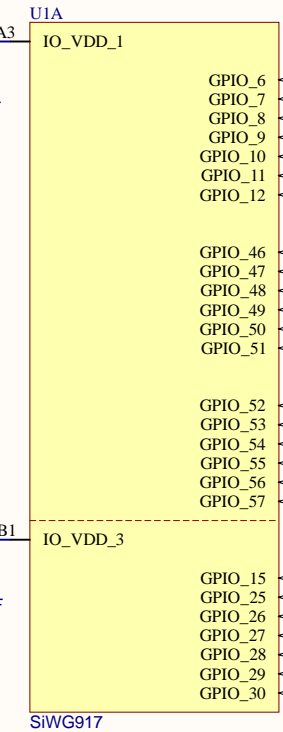 U1A
A3
IO_VDD_1
GPIO_6
GPIO_7
GPIO_8
GPIO_9
GPIO_10
GPIO_11
GPIO_12
GPIO_46
GPIO_47
GPIO_48
GPIO_49
GPIO_50
GPIO_51
GPIO_52
GPIO_53
GPIO_54
GPIO_55
GPIO_56
GPIO_57
B1
IO_VDD_3
GPIO_15
GPIO_25
GPIO_26
GPIO_27
GPIO_28
GPIO_29
GPIO_30
SiWG917